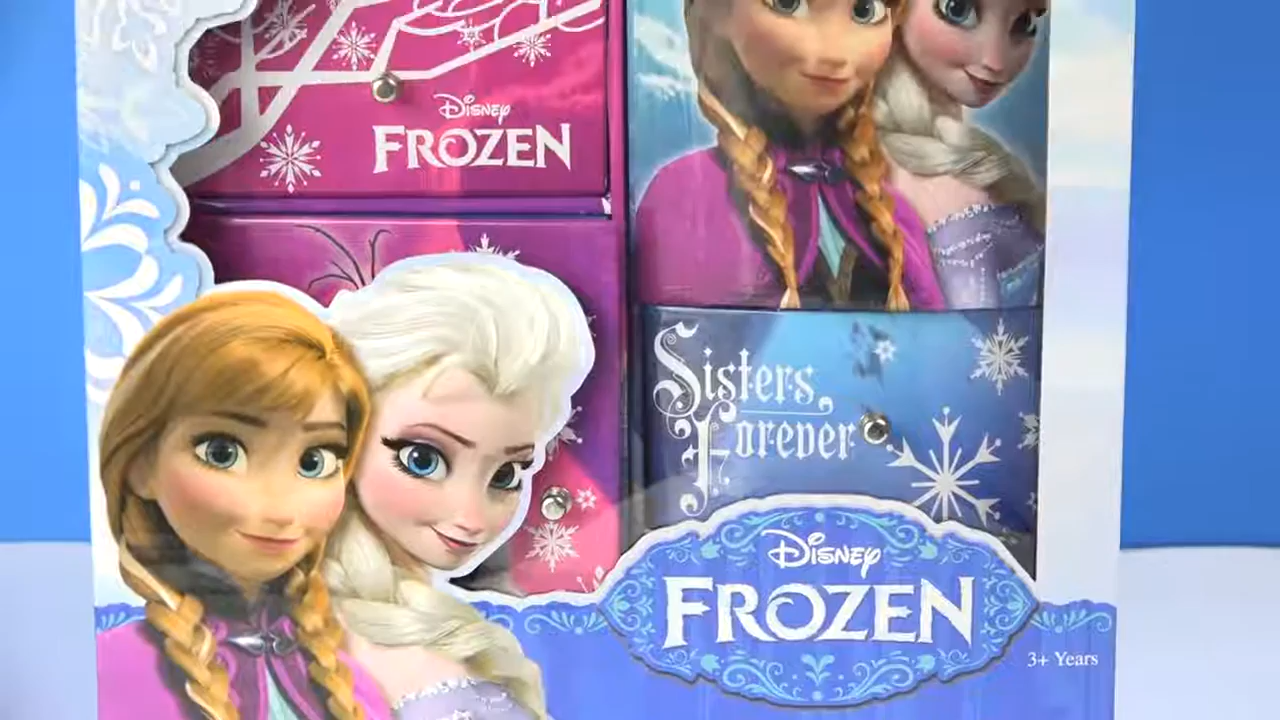 Disney
FROZEN
Sisters
Forever
Disney
FROZEN
3+ Years